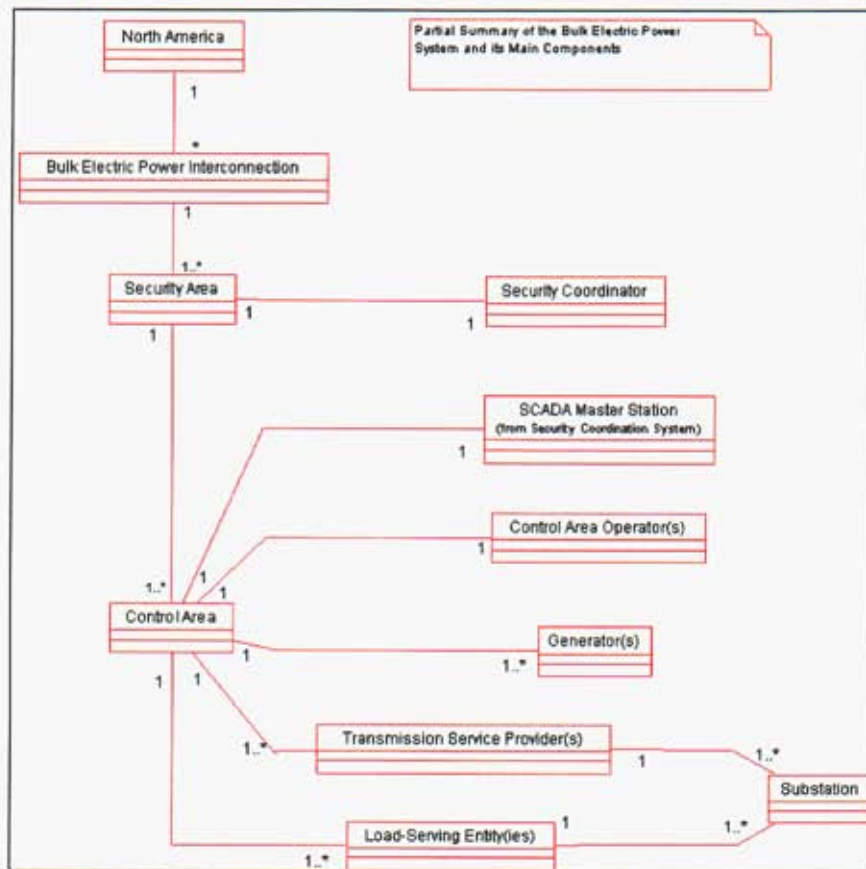 North America
Partial Summary of the Bulk Electric Power
System and its Main Components
1
*
Bulk Electric Power Interconnection
1
1..*
Security Area
Security Coordinator
1
1
1
SCADA Master Station
(from Security Coordination System)
1
Control Area Operator(s)
1
1..*
1
1
Control Area
Generator(s)
1
1..*
1
1
Transmission Service Provider(s)
1..*
1
1..*
Substation
Load-Serving Entity(ies)
1
1..*
1..*